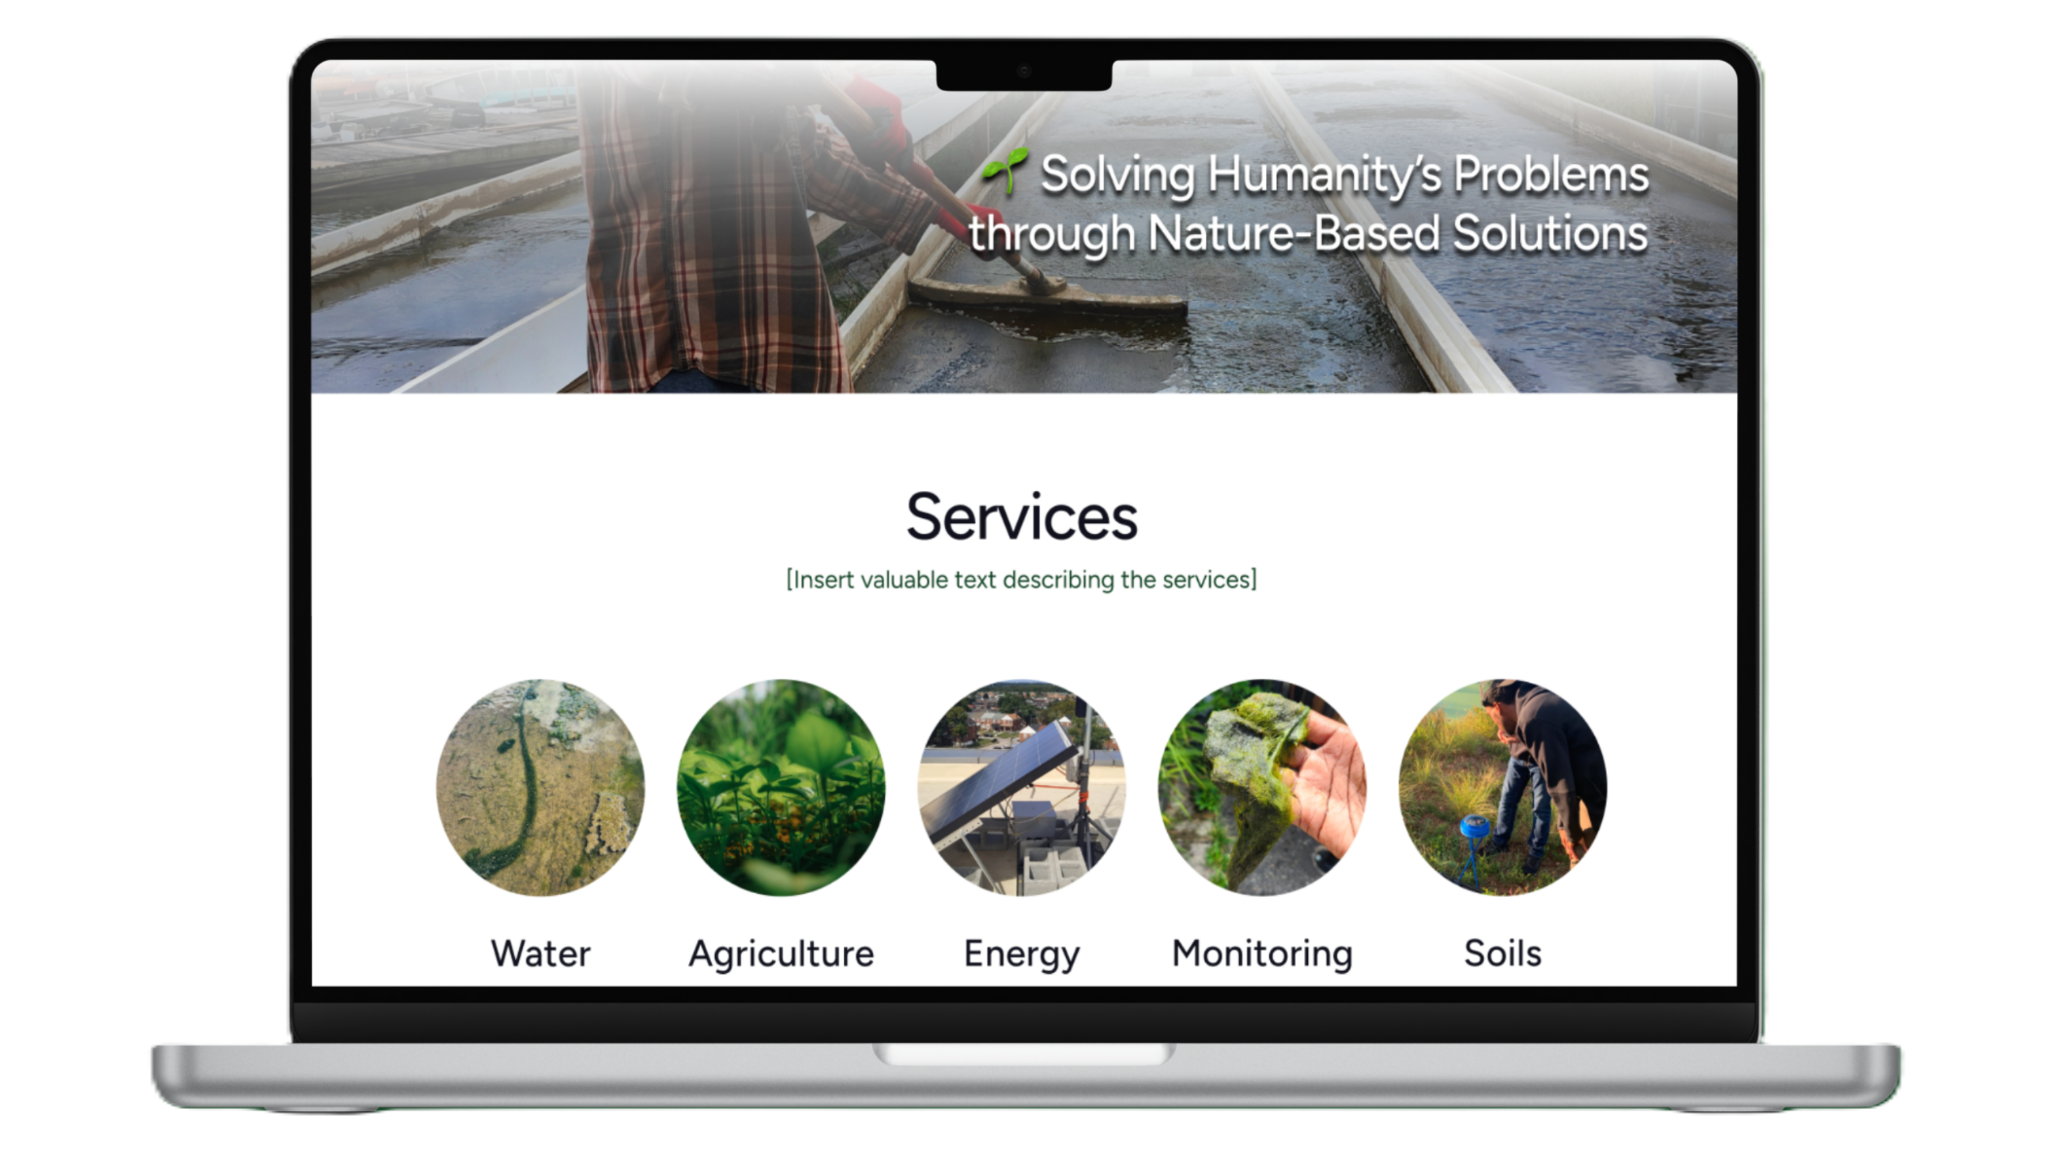 Solving Humanity’s Problems
through Nature-Based Solutions
Services
[Insert valuable text describing the services]
Water
Agriculture
Energy
Monitoring
Soils